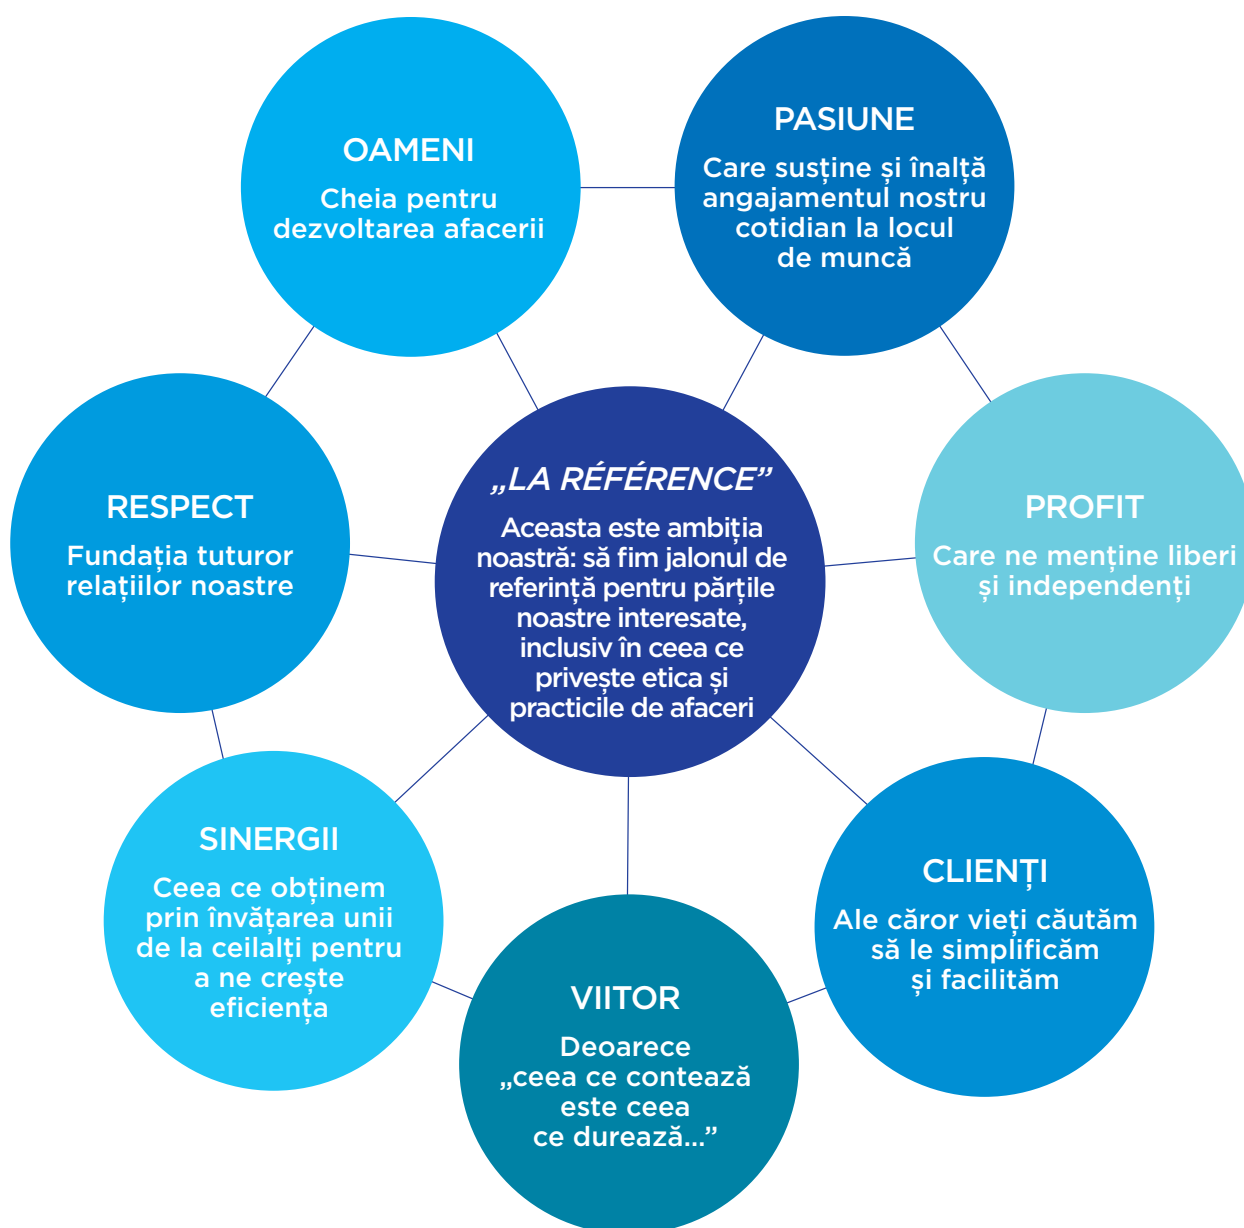 OAMENI
Cheia pentru
dezvoltarea afacerii
PASIUNE
Care susține și înalță
angajamentul nostru
cotidian la locul
de muncă
RESPECT
Fundația tuturor
relațiilor noastre
„LA RÉFÉRENCE”
Aceasta este ambiția
noastră: să fim jalonul de
referință pentru părțile
noastre interesate,
inclusiv în ceea ce
privește etica și
practicile de afaceri
PROFIT
Care ne menține liberi
și independenți
SINERGII
Ceea ce obținem
prin învățarea unii
de la ceilalți pentru
a ne crește
eficiența
VIITOR
Deoarece
„ceea ce contează
este ceea
ce durează...”
CLIENȚI
Ale căror vieți căutăm
să le simplificăm
și facilităm